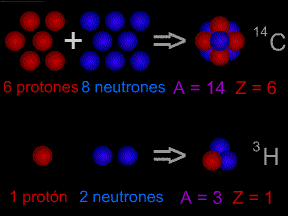 + ⇒ ¹⁴C
6 protones 8 neutrones A = 14 Z = 6
⇒ ³H
1 protón 2 neutrones A = 3 Z = 1